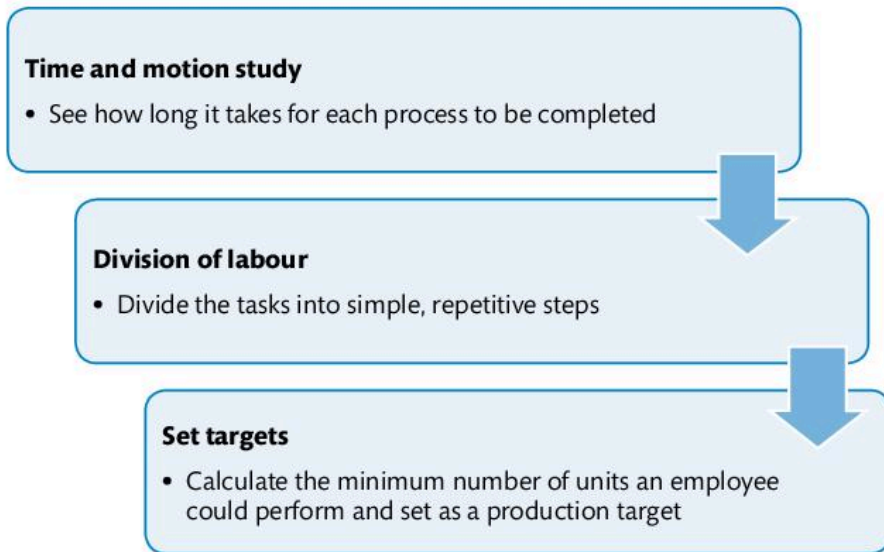 Time and motion study
• See how long it takes for each process to be completed
Division of labour
• Divide the tasks into simple, repetitive steps
Set targets
• Calculate the minimum number of units an employee
could perform and set as a production target